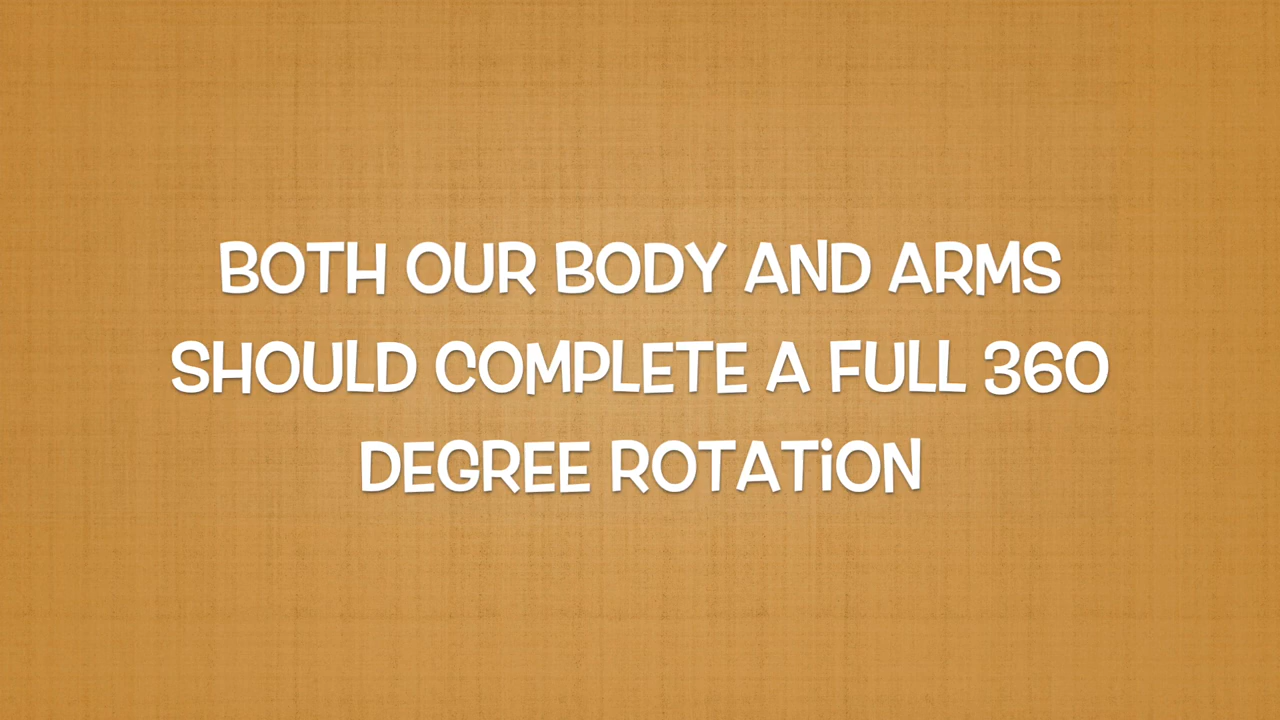 BOTH OUR BODY AND ARMS
SHOULD COMPLETE A FULL 360
DEGREE ROTATiON